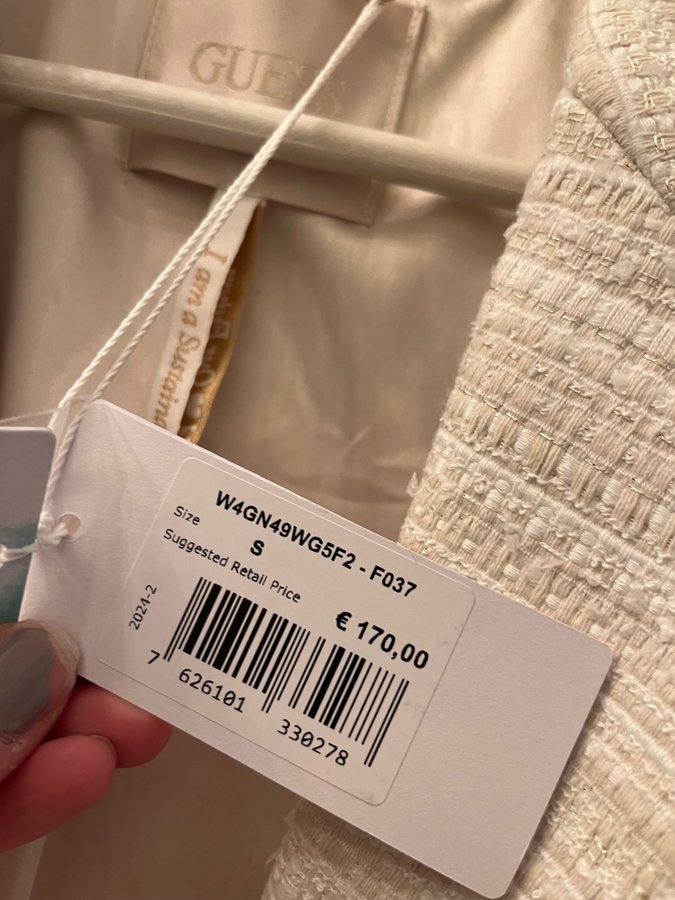 GUESS
I am a Sustaina
W4GN49WG5F2 - F037
Size
S
Suggested Retail Price
€ 170,00
2024-2
7 626101 330278